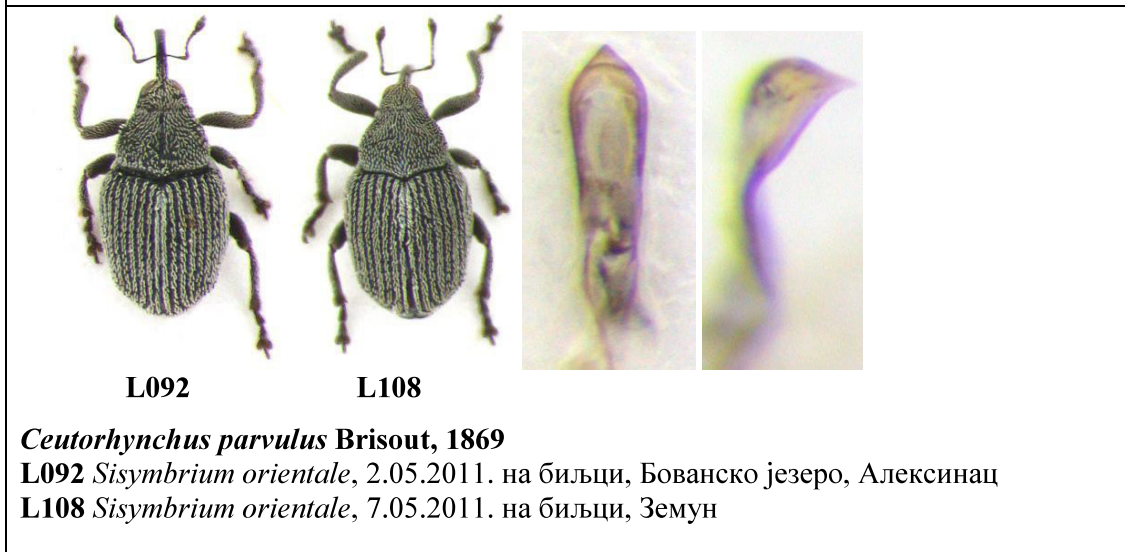 L092 L108
Ceutorhynchus parvulus Brisout, 1869
L092 Sisymbrium orientale, 2.05.2011. на биљци, Бованско језеро, Алексинац
L108 Sisymbrium orientale, 7.05.2011. на биљци, Земун